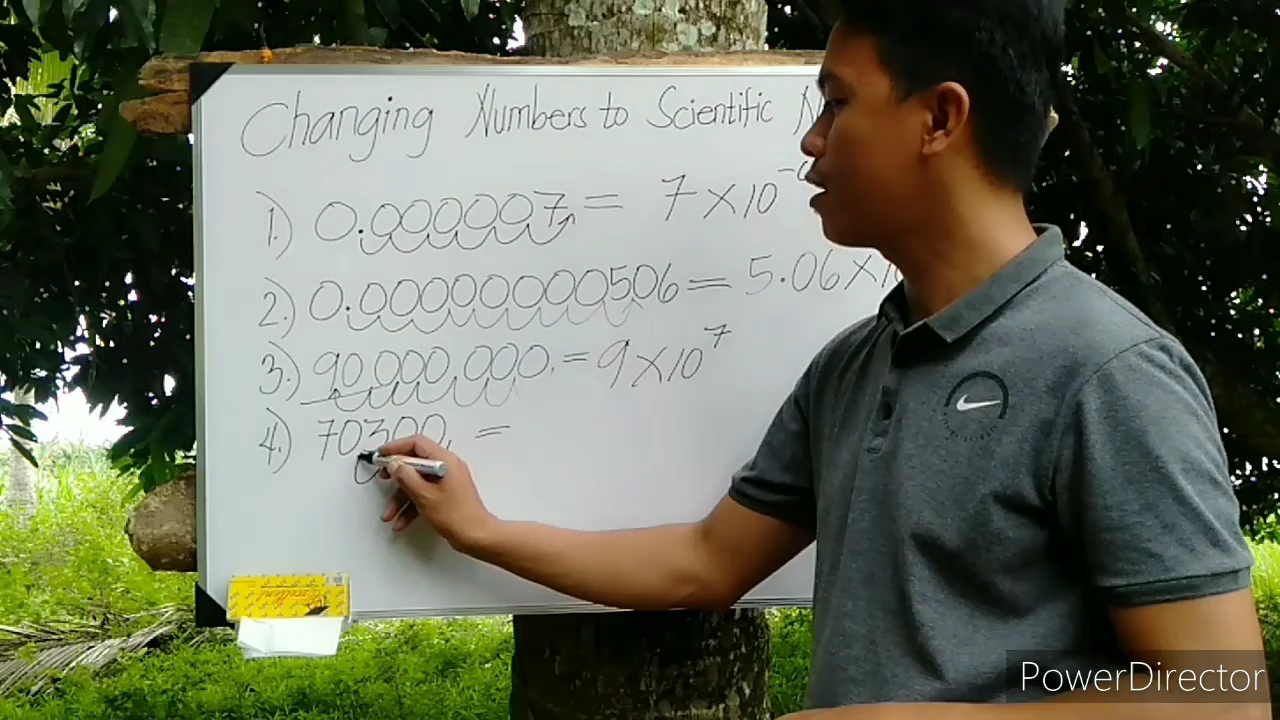 Changing Numbers to Scientific
1.) 0.000007 = 7 × 10
2.) 0.00000000506 = 5.06 ×
3.) 90,000,000. = 9 × 10⁷
4.) 70300. =
PowerDirector